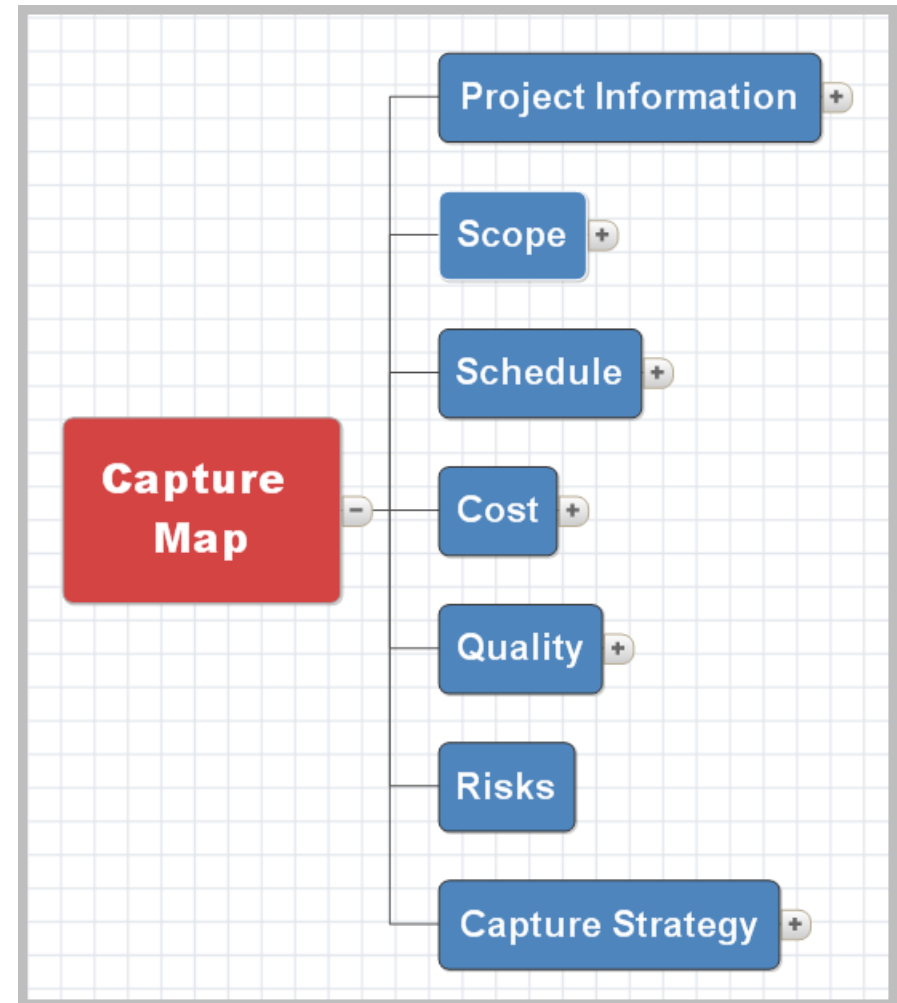 Project Information
Scope
Schedule
Capture
Map
Cost
Quality
Risks
Capture Strategy